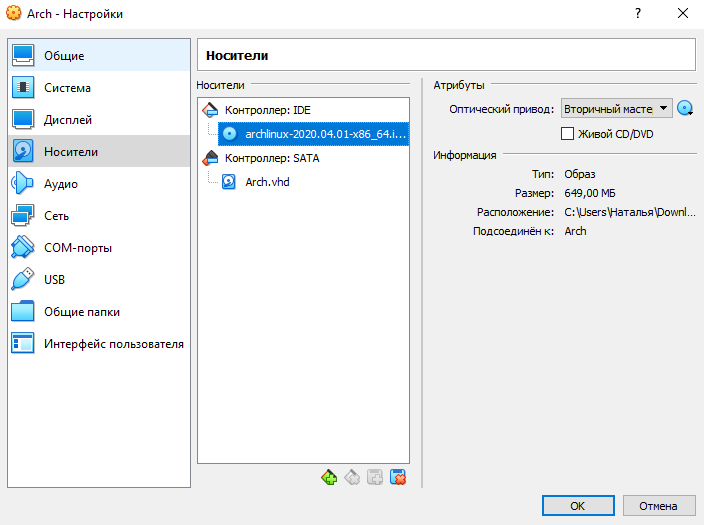 Arch - Настройки
?
Общие
Система
Дисплей
Носители
Аудио
Сеть
COM-порты
USB
Общие папки
Интерфейс пользователя
Носители
Носители
Контроллер: IDE
archlinux-2020.04.01-x86_64.i...
Контроллер: SATA
Arch.vhd
Атрибуты
Оптический привод: Вторичный масте
Живой CD/DVD
Информация
Тип: Образ
Размер: 649,00 МБ
Расположение: C:\Users\Наталья\Downl...
Подсоединён к: Arch
OK Отмена